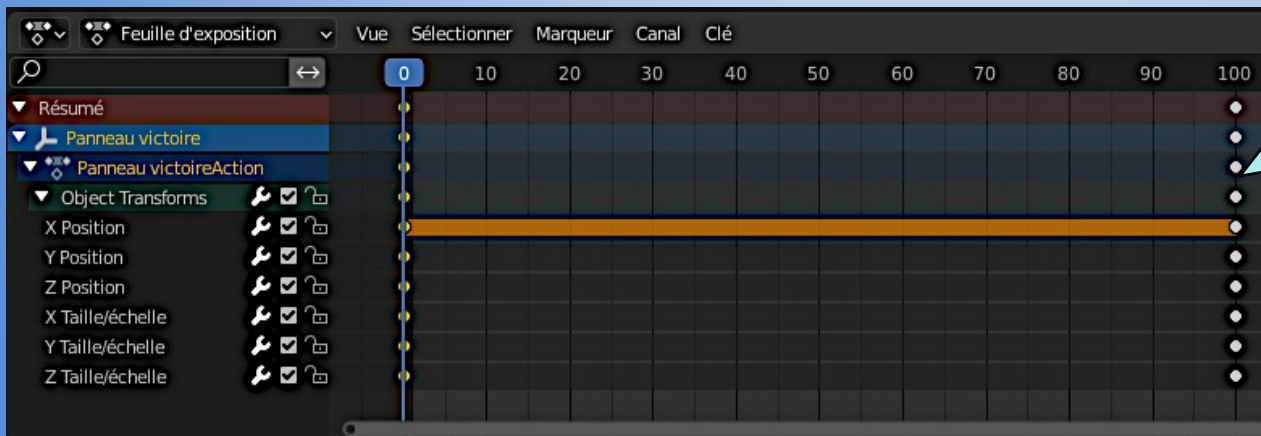 Feuille d'exposition Vue Sélectionner Marqueur Canal Clé
0 10 20 30 40 50 60 70 80 90 100
Résumé
Panneau victoire
Panneau victoireAction
Object Transforms
X Position
Y Position
Z Position
X Taille/échelle
Y Taille/échelle
Z Taille/échelle